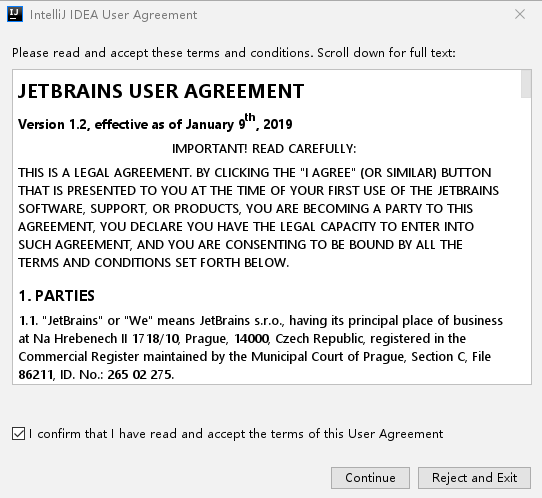 IJ
IntelliJ IDEA User Agreement
Please read and accept these terms and conditions. Scroll down for full text:
JETBRAINS USER AGREEMENT
Version 1.2, effective as of January 9th, 2019
IMPORTANT! READ CAREFULLY:
THIS IS A LEGAL AGREEMENT. BY CLICKING THE "I AGREE" (OR SIMILAR) BUTTON
THAT IS PRESENTED TO YOU AT THE TIME OF YOUR FIRST USE OF THE JETBRAINS
SOFTWARE, SUPPORT, OR PRODUCTS, YOU ARE BECOMING A PARTY TO THIS
AGREEMENT, YOU DECLARE YOU HAVE THE LEGAL CAPACITY TO ENTER INTO
SUCH AGREEMENT, AND YOU ARE CONSENTING TO BE BOUND BY ALL THE
TERMS AND CONDITIONS SET FORTH BELOW.
1. PARTIES
1.1. "JetBrains" or "We" means JetBrains s.r.o., having its principal place of business
at Na Hrebenech II 1718/10, Prague, 14000, Czech Republic, registered in the
Commercial Register maintained by the Municipal Court of Prague, Section C, File
86211, ID. No.: 265 02 275.
I confirm that I have read and accept the terms of this User Agreement
Continue
Reject and Exit